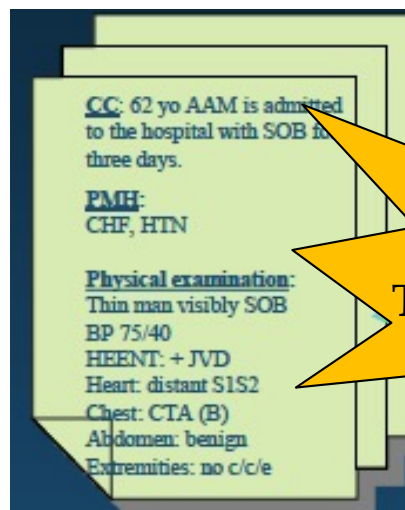 CC: 62 yo AAM is admitted
to the hospital with SOB for
three days.
PMH:
CHF, HTN
Physical examination:
Thin man visibly SOB
BP 75/40
HEENT: + JVD
Heart: distant S1S2
Chest: CTA (B)
Abdomen: benign
Extremities: no c/c/e
T